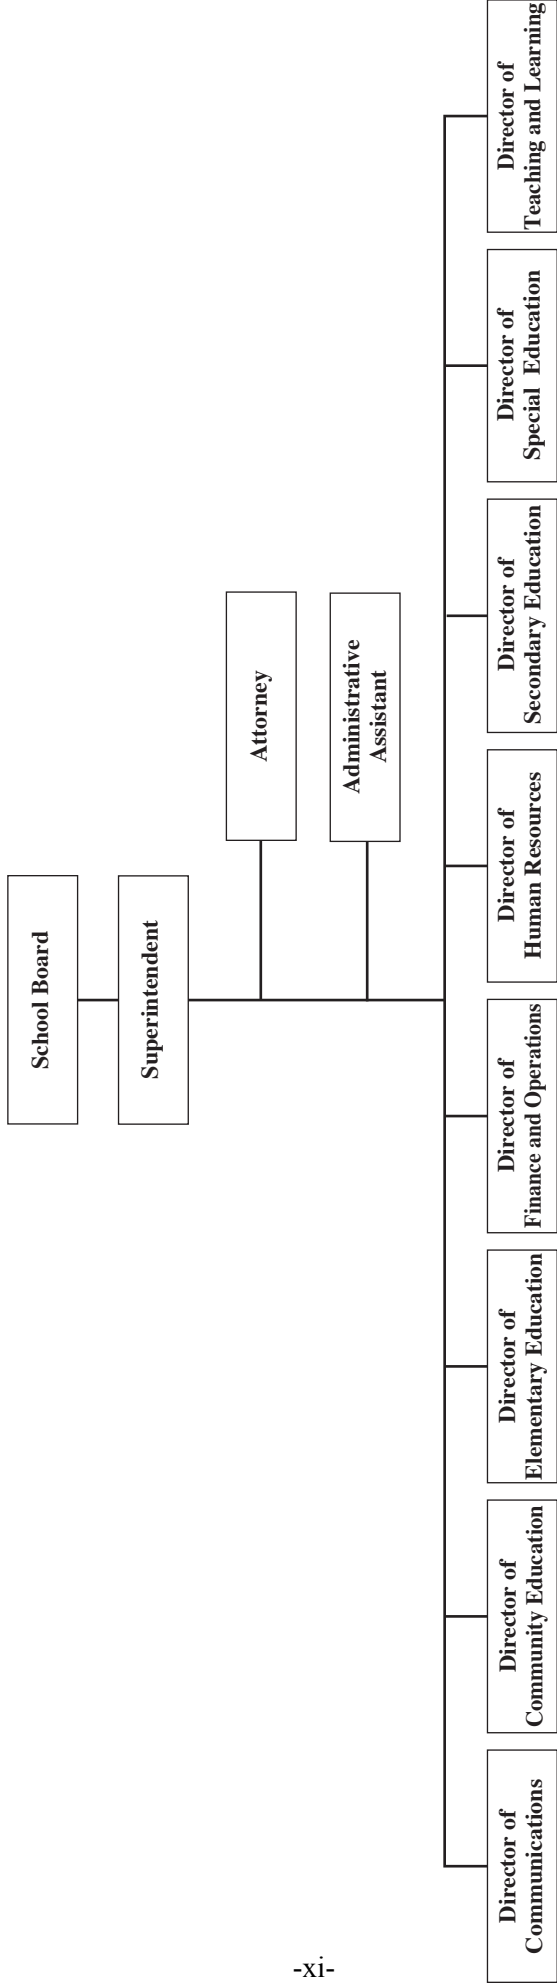 School Board
Superintendent
Attorney
Administrative
Assistant
Director of
Communications
Director of
Community Education
Director of
Elementary Education
Director of
Finance and Operations
Director of
Human Resources
Director of
Secondary Education
Director of
Special Education
Director of
Teaching and Learning
-xi-